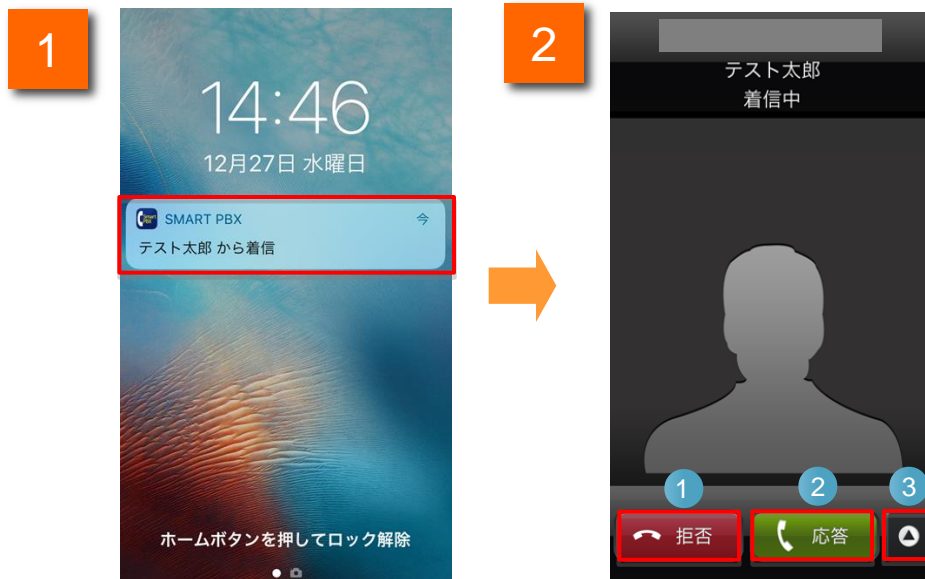 1
14:46
12月27日 水曜日
SMART PBX
今
テスト太郎 から着信
ホームボタンを押してロック解除
2
テスト太郎
着信中
1
2
3
拒否
応答